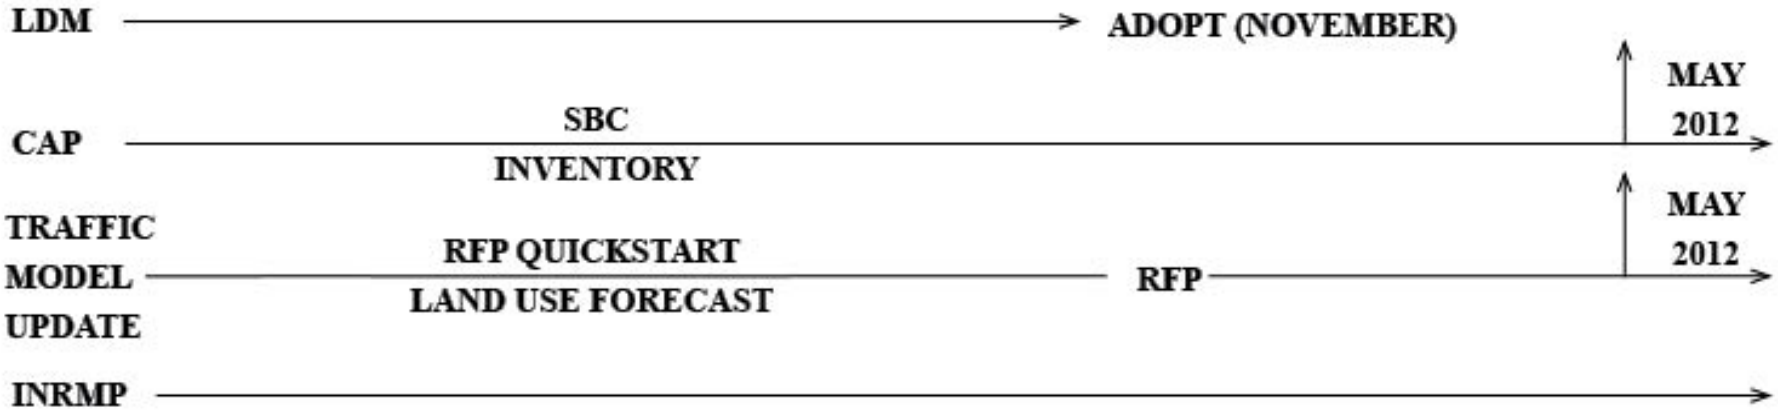 LDM ADOPT (NOVEMBER)
MAY
2012
SBC
CAP
INVENTORY
MAY
2012
TRAFFIC
MODEL
UPDATE
RFP QUICKSTART
LAND USE FORECAST
RFP
INRMP